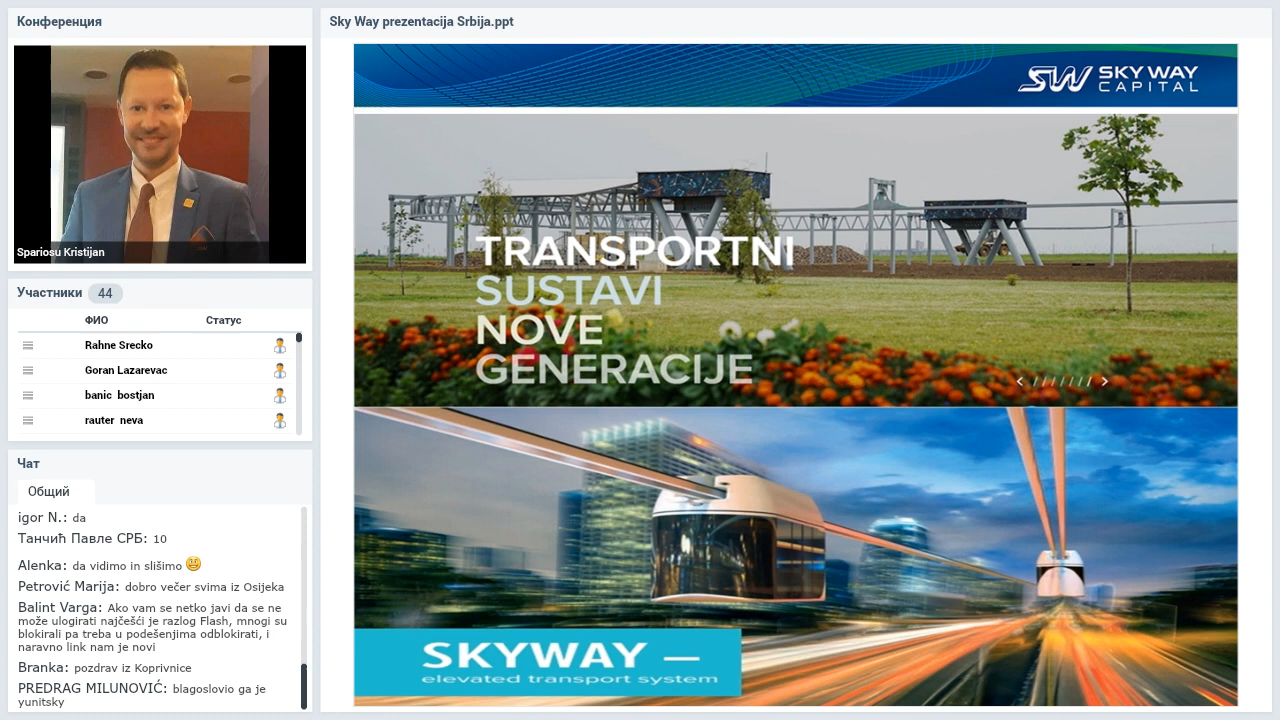 Конференция
Spariosu Kristijan
Участники 44
ФИО Статус
Rahne Srecko
Goran Lazarevac
banic bostjan
rauter neva
Чат
Общий
igor N.: da
Танчић Павле СРБ: 10
Alenka: da vidimo in slišimo
Petrović Marija: dobro večer svima iz Osijeka
Balint Varga: Ako vam se netko javi da se ne
može ulogirati najčešći je razlog Flash, mnogi su
blokirali pa treba u podešenjima odblokirati, i
naravno link nam je novi
Branka: pozdrav iz Koprivnice
PREDRAG MILUNOVIĆ: blagoslovio ga je
yunitsky
Sky Way prezentacija Srbija.ppt
SW SKY WAY
CAPITAL
TRANSPORTNI
SUSTAVI
NOVE
GENERACIJE
SKYWAY —
elevated transport system